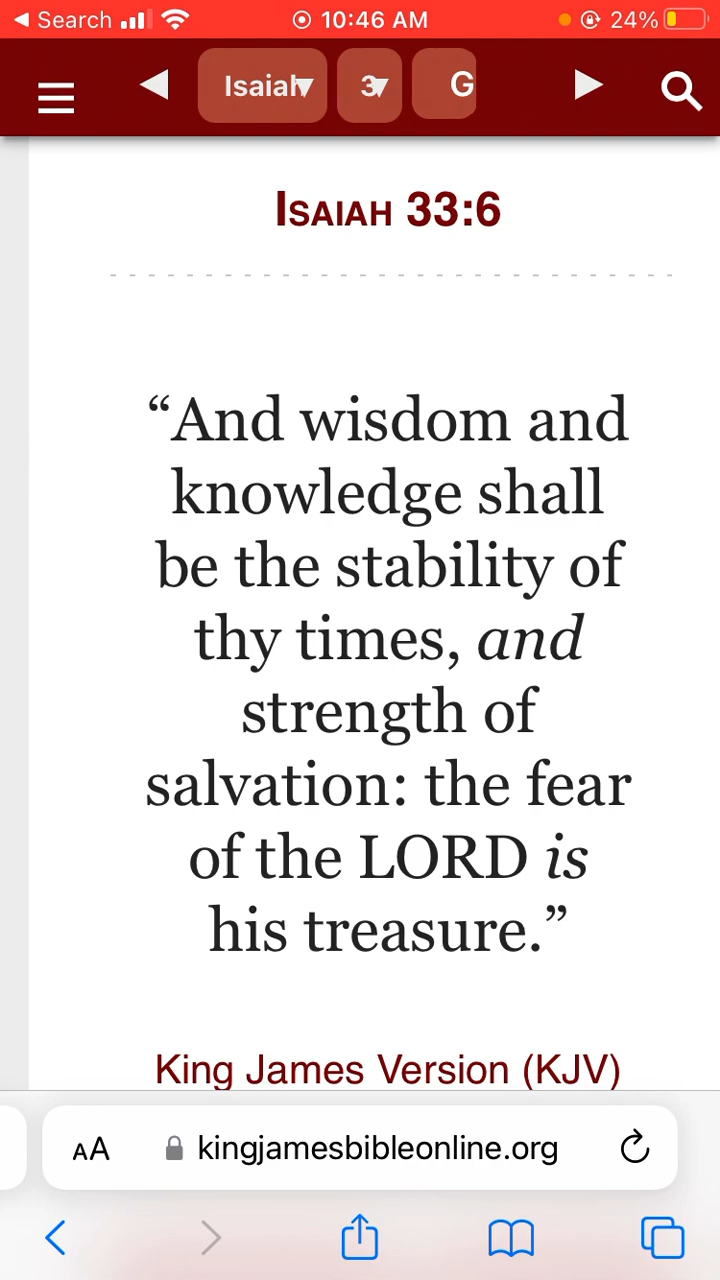 Search 10:46 AM 24%
Isaiah 3 G
ISAIAH 33:6
“And wisdom and
knowledge shall
be the stability of
thy times, and
strength of
salvation: the fear
of the LORD is
his treasure.”
King James Version (KJV)
AA kingjamesbibleonline.org